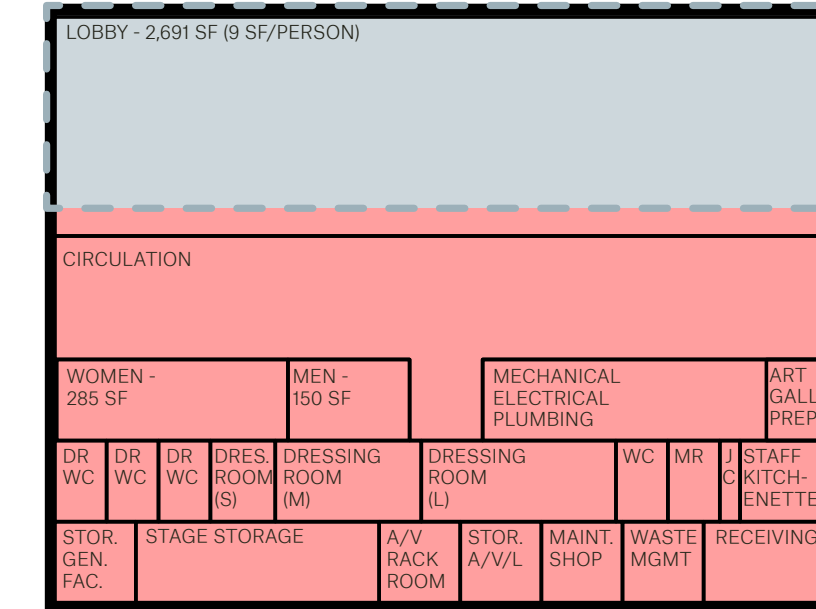 LOBBY - 2,691 SF (9 SF/PERSON)
CIRCULATION
WOMEN -
285 SF
MEN -
150 SF
MECHANICAL
ELECTRICAL
PLUMBING
ART
GALL
PREP
DR
WC
DR
WC
DR
WC
DRES.
ROOM
(S)
DRESSING
ROOM
(M)
DRESSING
ROOM
(L)
WC
MR
J
C
STAFF
KITCH-
ENETTE
STOR.
GEN.
FAC.
STAGE STORAGE
A/V
RACK
ROOM
STOR.
A/V/L
MAINT.
SHOP
WASTE
MGMT
RECEIVING